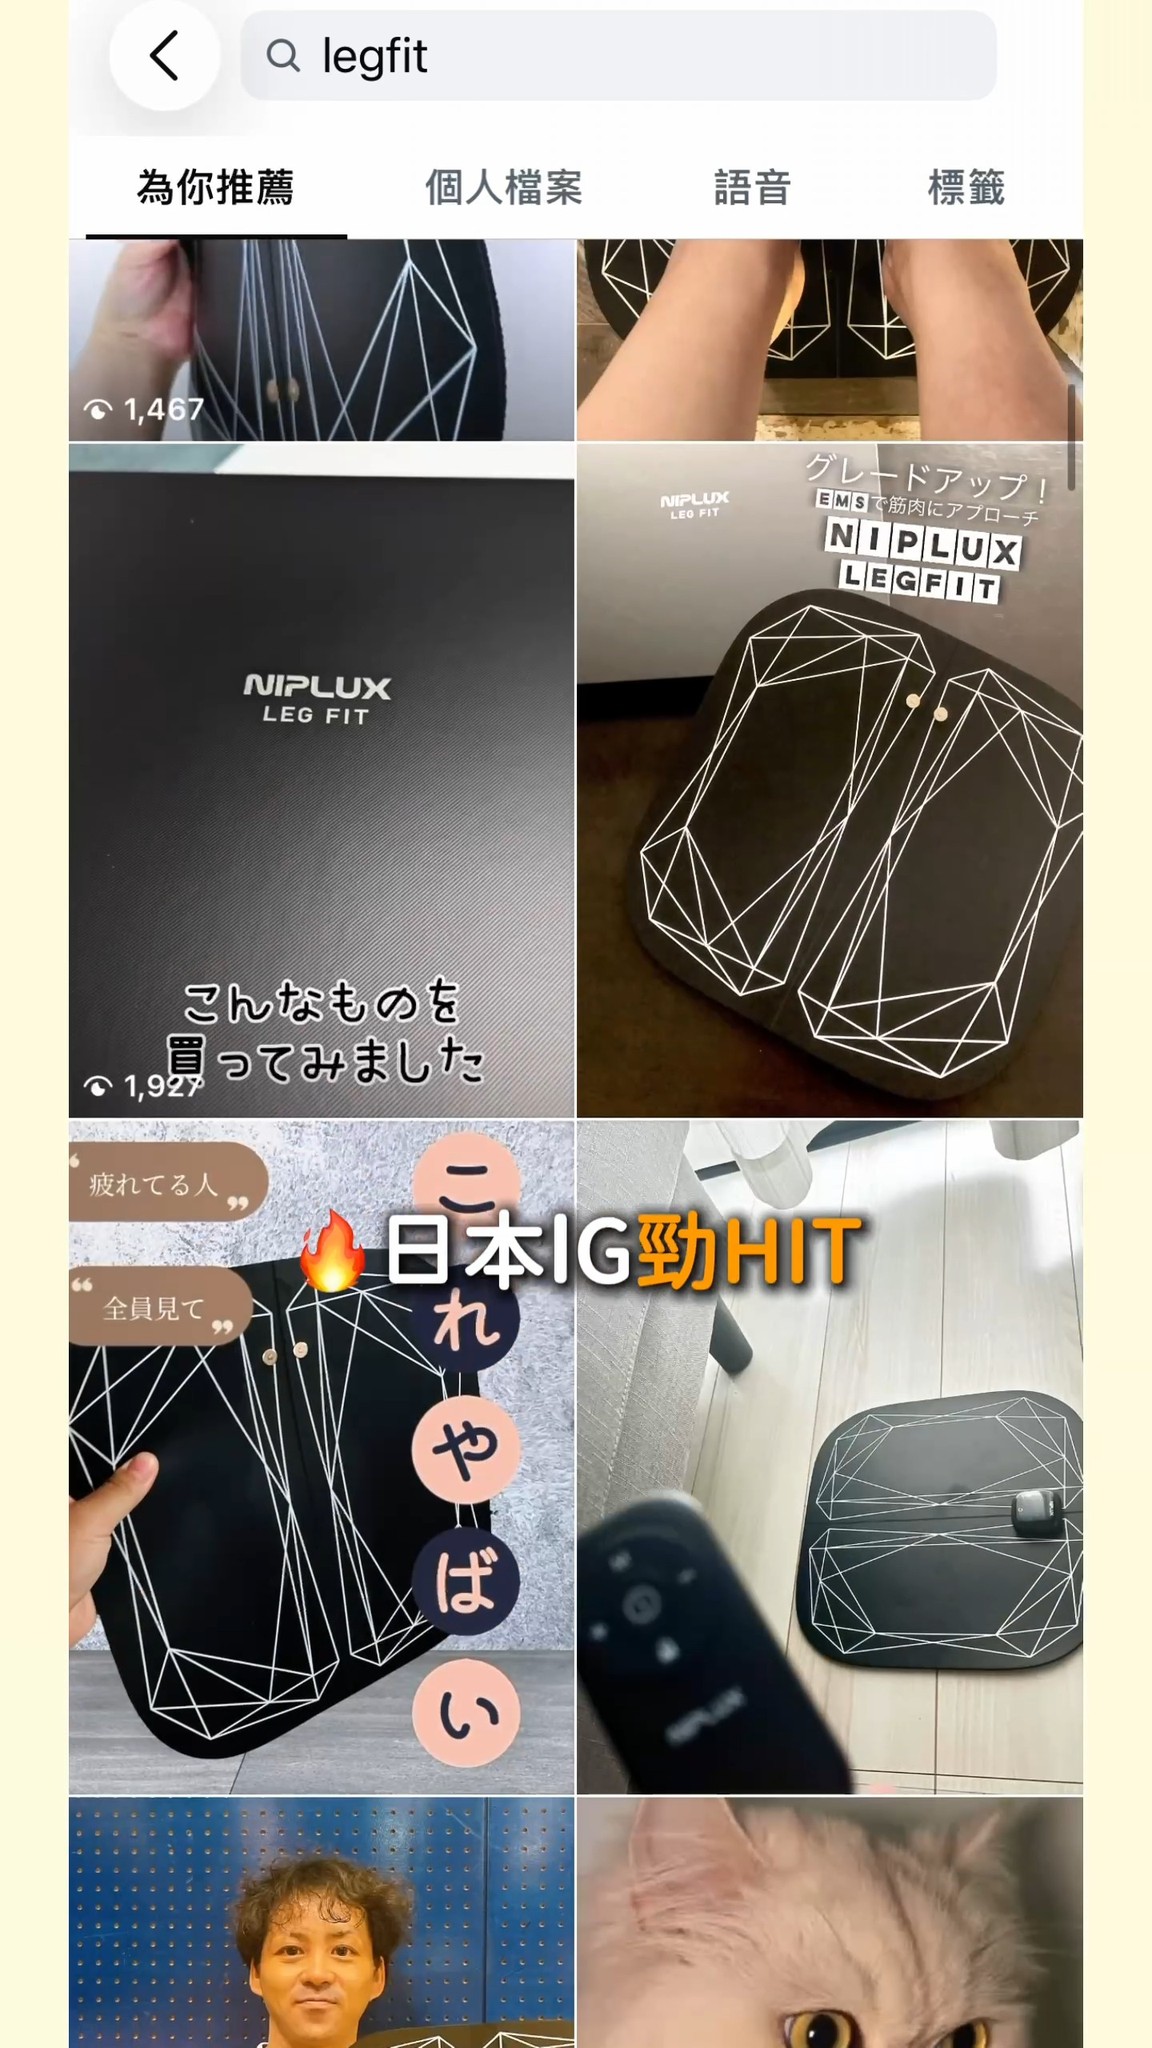 legfit
為你推薦
個人檔案
語音
標籤
1,467
NIPLUX
LEG FIT
こんなものを
買ってみました
1,927
NIPLUX
LEG FIT
グレードアップ！
EMSで筋肉にアプローチ
NIPLUX
LEGFIT
🔥日本IG勁HIT
“疲れてる人”
“全員見て”
これやばい
NIPLUX